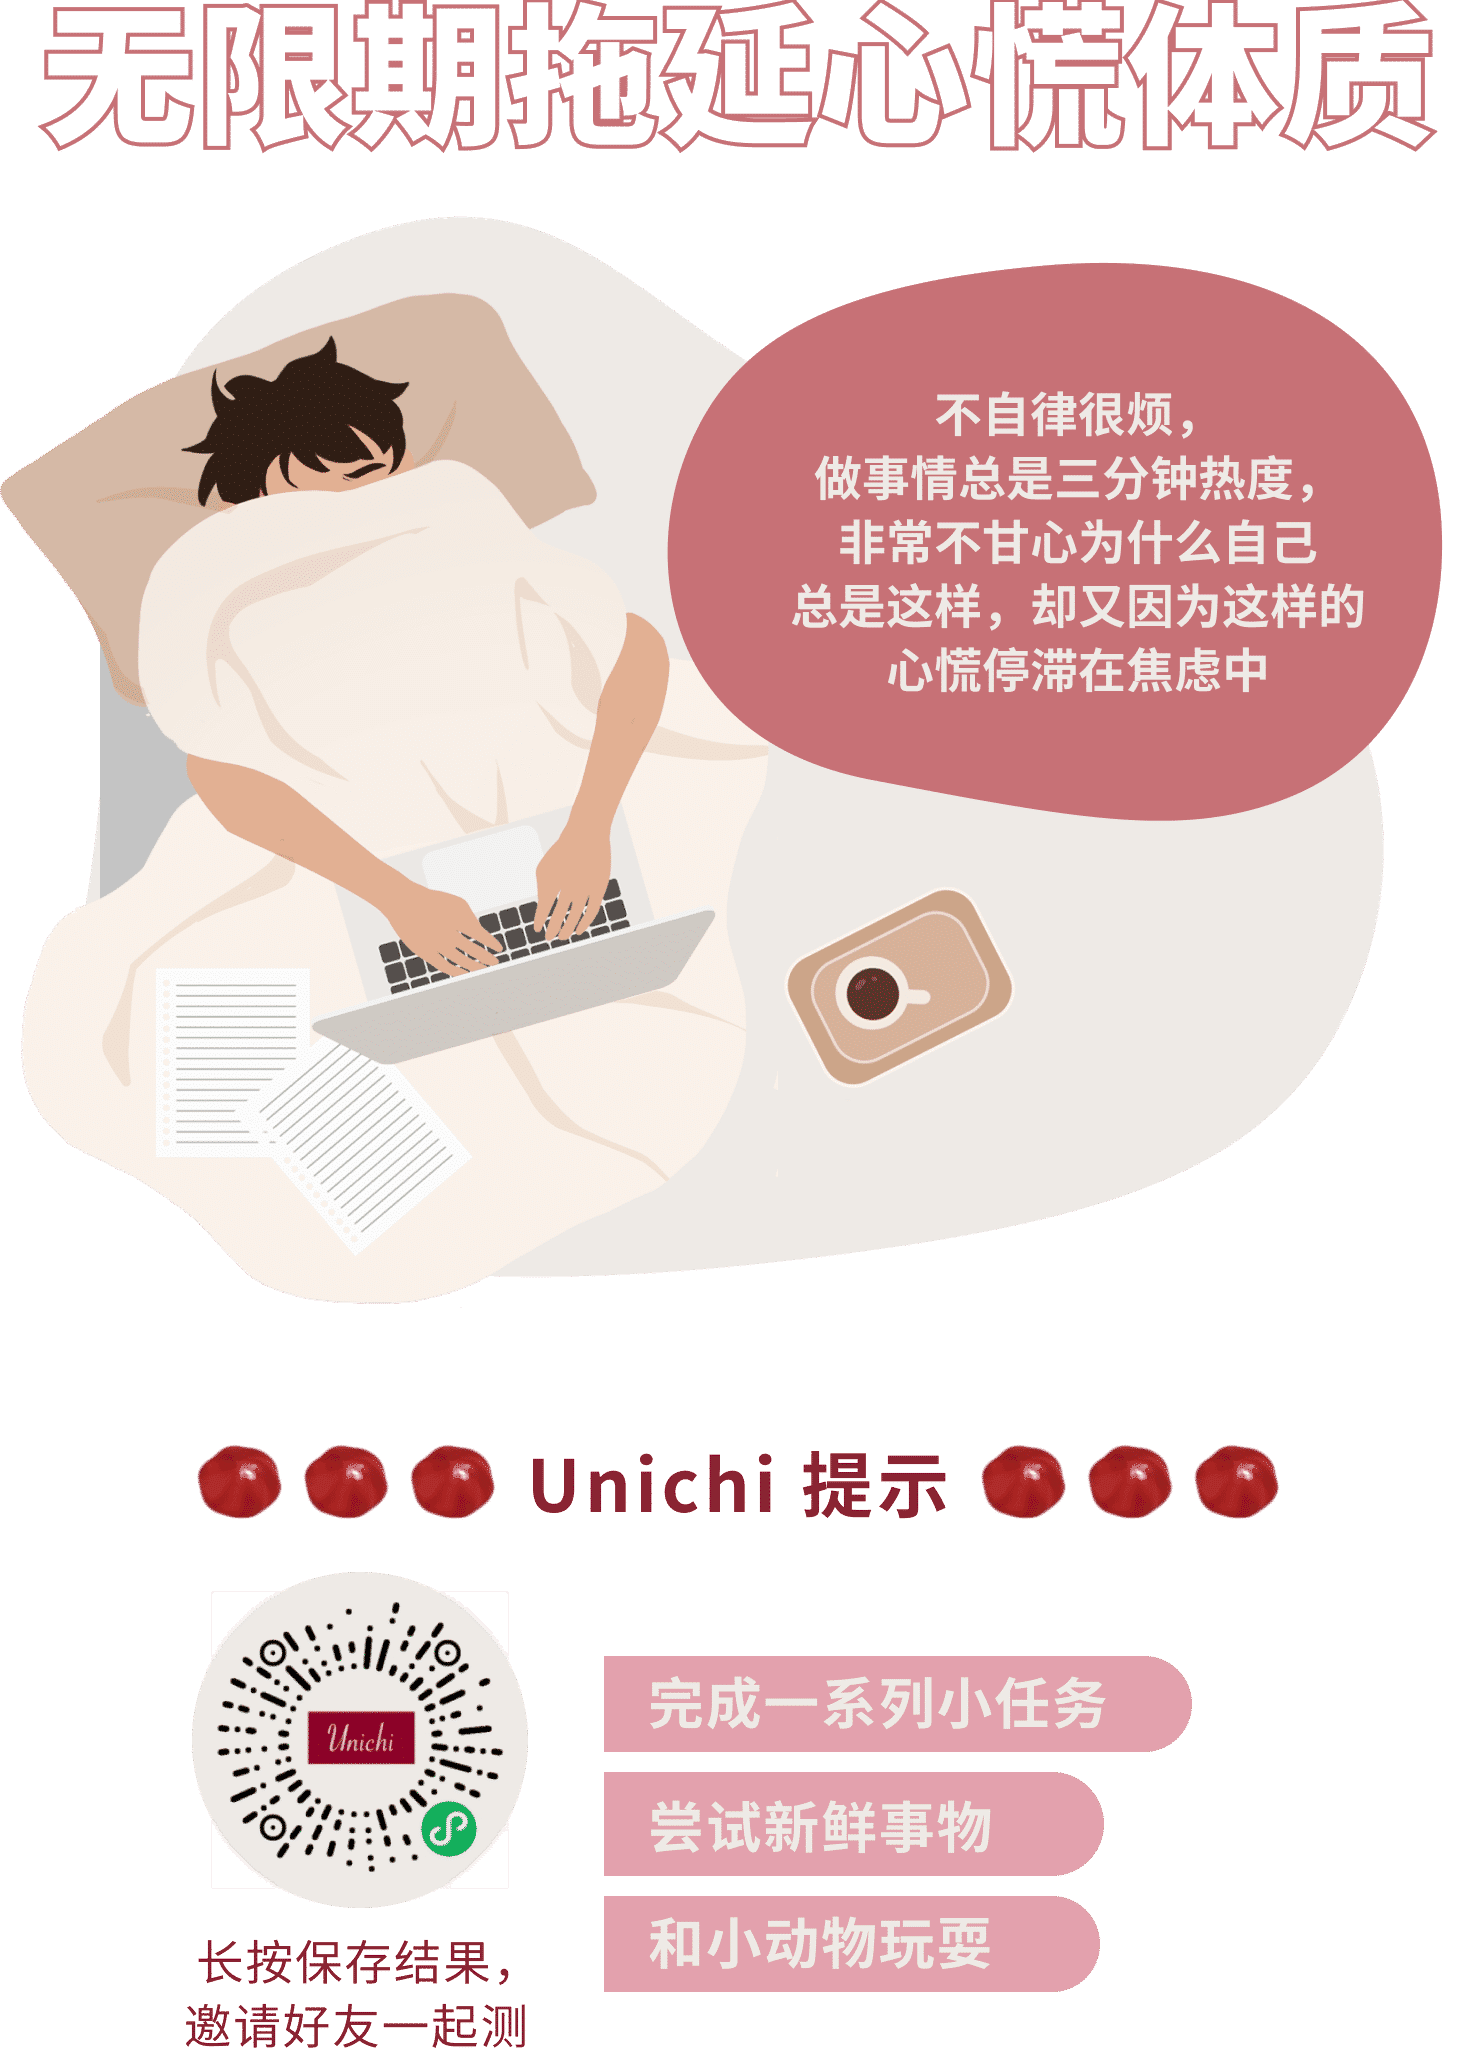 无限期拖延心慌体质
不自律很烦，
做事情总是三分钟热度，
非常不甘心为什么自己
总是这样，却又因为这样的
心慌停滞在焦虑中
Unichi 提示
Unichi
完成一系列小任务
尝试新鲜事物
和小动物玩耍
长按保存结果，
邀请好友一起测